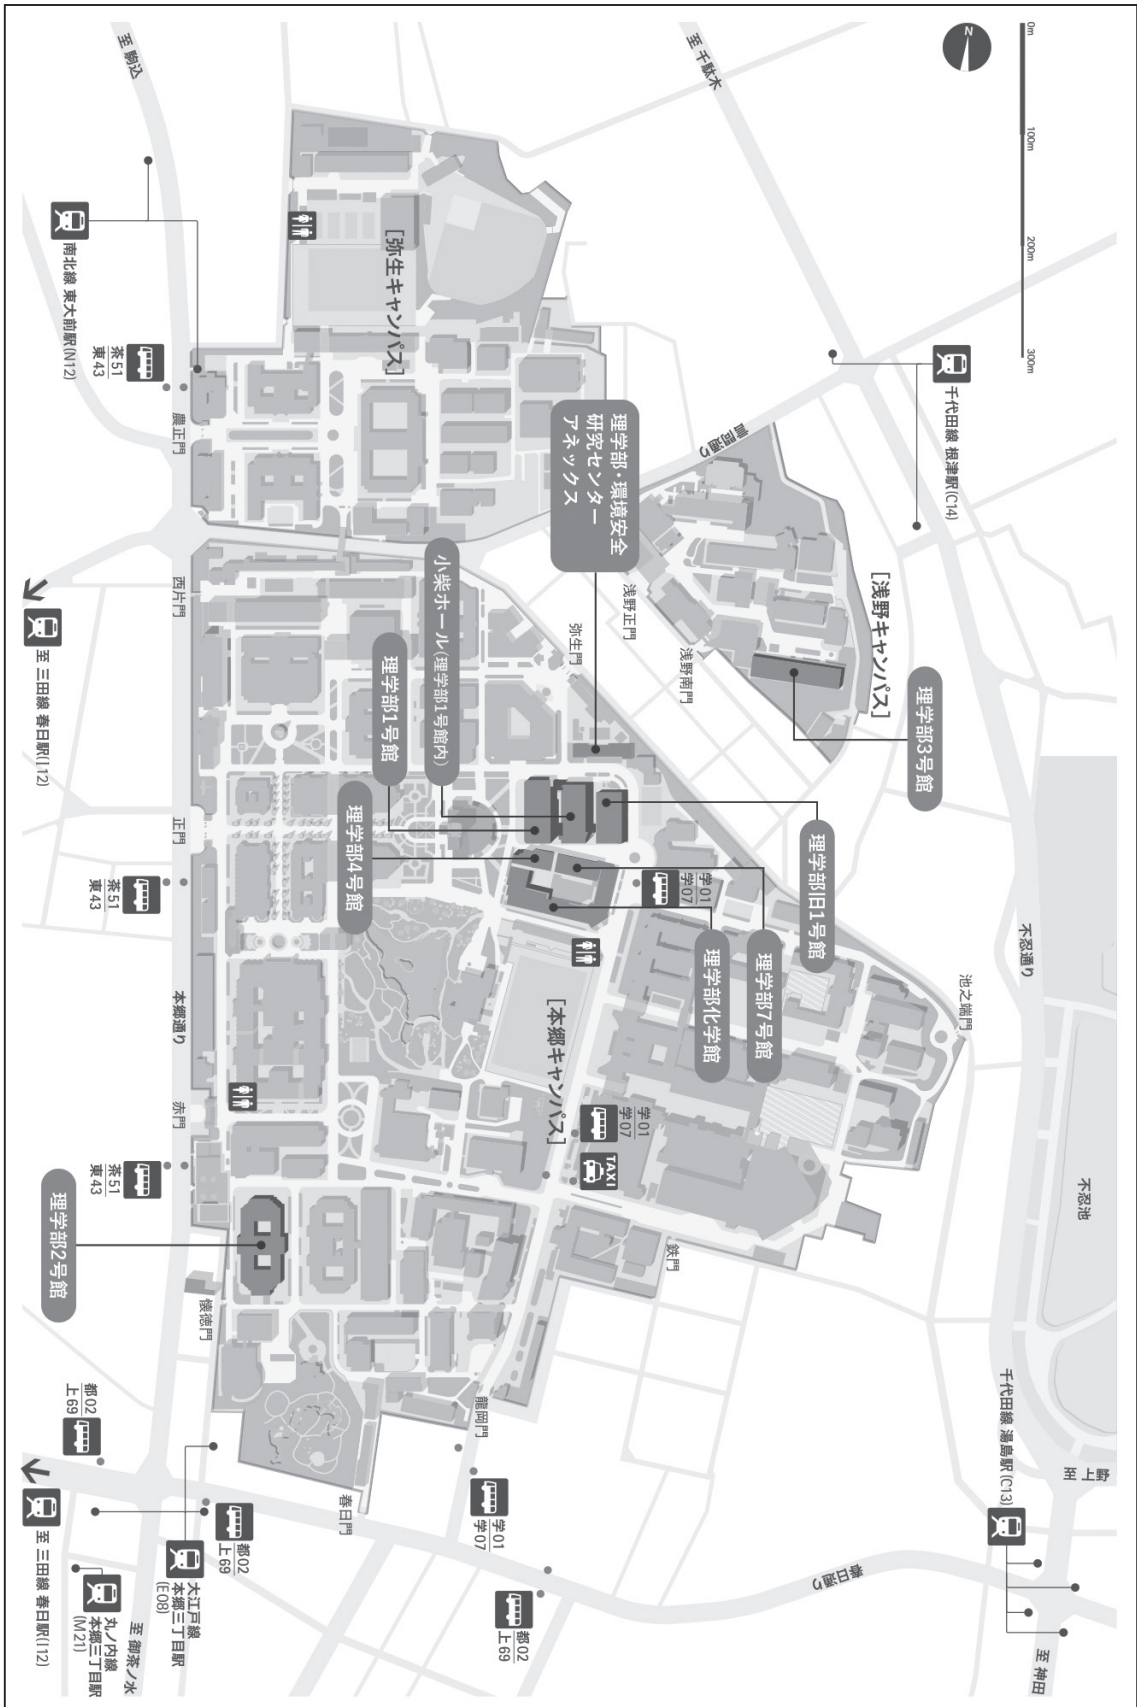 0m
100m
200m
300m
N
至 駒込
至 千駄木
南北線 東大前駅(N12)
千代田線 根津駅(C14)
[弥生キャンパス]
茶51
東43
農正門
言問通り
理学部・環境安全
研究センター
アネックス
[浅野キャンパス]
浅野正門
浅野南門
弥生門
西片門
至 三田線 春日駅(I12)
小柴ホール(理学部1号館内)
理学部1号館
理学部3号館
理学部4号館
理学部旧1号館
理学部7号館
理学部化学館
学01
学07
正門
茶51
東43
本郷通り
不忍通り
池之端門
[本郷キャンパス]
赤門
学01
学07
TAXI
茶51
東43
不忍池
理学部2号館
鉄門
懐徳門
龍岡門
都02
上69
千代田線 湯島駅(C13)
至 上野
春日門
学01
学07
都02
上69
都02
上69
春日通り
至 三田線 春日駅(I12)
大江戸線
本郷三丁目駅
(E08)
丸ノ内線
本郷三丁目駅
(M21)
至 御茶ノ水
至 神田